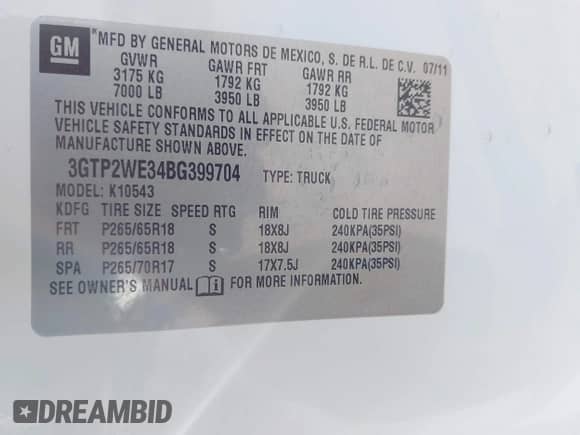 GM *MFD BY GENERAL MOTORS DE MEXICO, S. DE R.L. DE C.V. 07/11
GVWR GAWR FRT GAWR RR
3175 KG 1792 KG 1792 KG
7000 LB 3950 LB 3950 LB
THIS VEHICLE CONFORMS TO ALL APPLICABLE U.S. FEDERAL MOTOR
VEHICLE SAFETY STANDARDS IN EFFECT ON THE DATE OF
MANUFACTURE SHOWN ABOVE.
3GTP2WE34BG399704 TYPE: TRUCK
MODEL: K10543
KDFG TIRE SIZE SPEED RTG RIM COLD TIRE PRESSURE
FRT P265/65R18 S 18X8J 240KPA(35PSI)
RR P265/65R18 S 18X8J 240KPA(35PSI)
SPA P265/70R17 S 17X7.5J 240KPA(35PSI)
SEE OWNER'S MANUAL FOR MORE INFORMATION.
DREAMBID